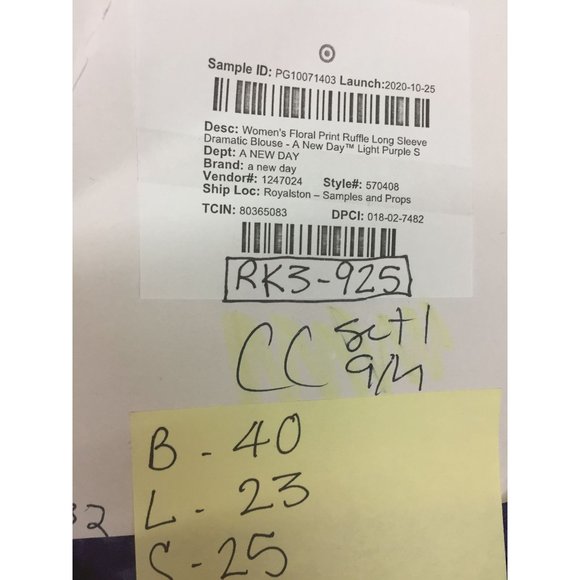 Sample ID: PG10071403 Launch:2020-10-25
Desc: Women's Floral Print Ruffle Long Sleeve
Dramatic Blouse - A New Day™ Light Purple S
Dept: A NEW DAY
Brand: a new day
Vendor#: 1247024 Style#: 570408
Ship Loc: Royalston – Samples and Props
TCIN: 80365083 DPCI: 018-02-7482
RK3-925
CC Sct1
B - 40
L - 23
S - 25